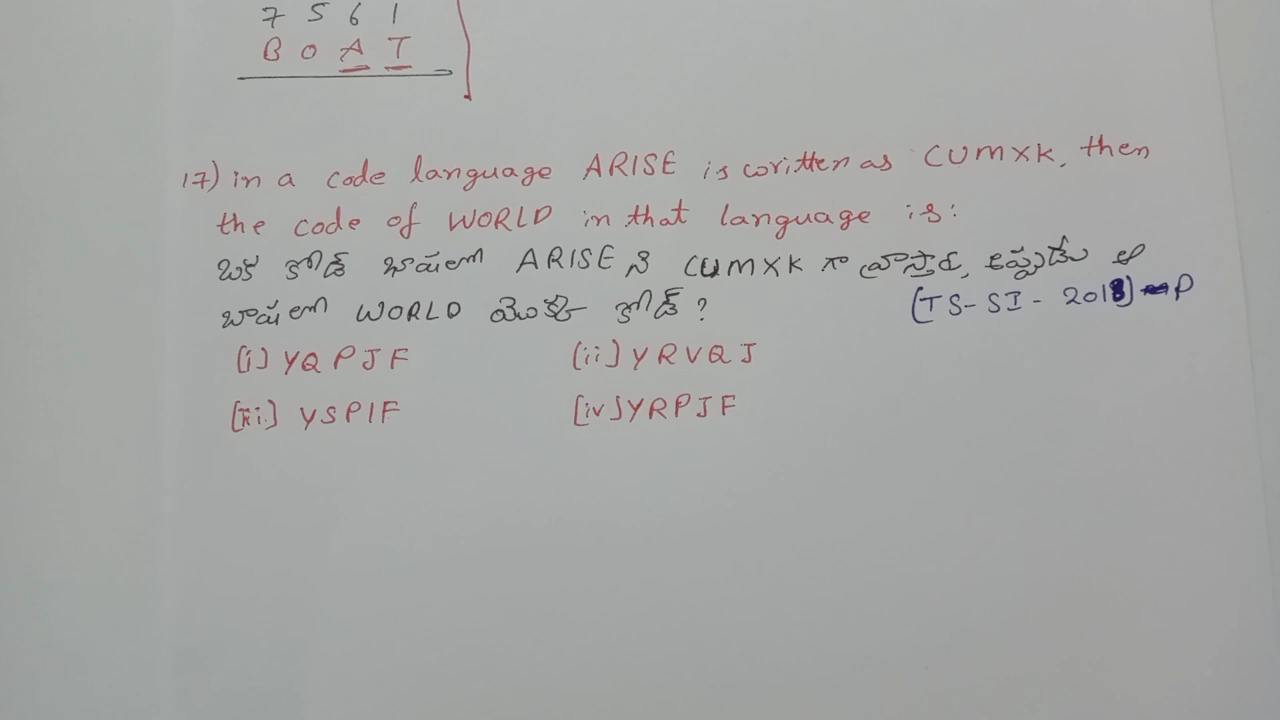 7 5 6 1
B O A T
17) in a code language ARISE is written as CUMXK, then
the code of WORLD in that language is:
ఒక కోడ్ భాషలో ARISE ని CUMXK గా వ్రాస్తే, అప్పుడు ఆ
భాషలో WORLD యొక్క కోడ్ ?
(TS-SI-2018)-P
(i) YQPJF (ii) YRVQJ
(iii.) YSPIF (iv) YRPJF